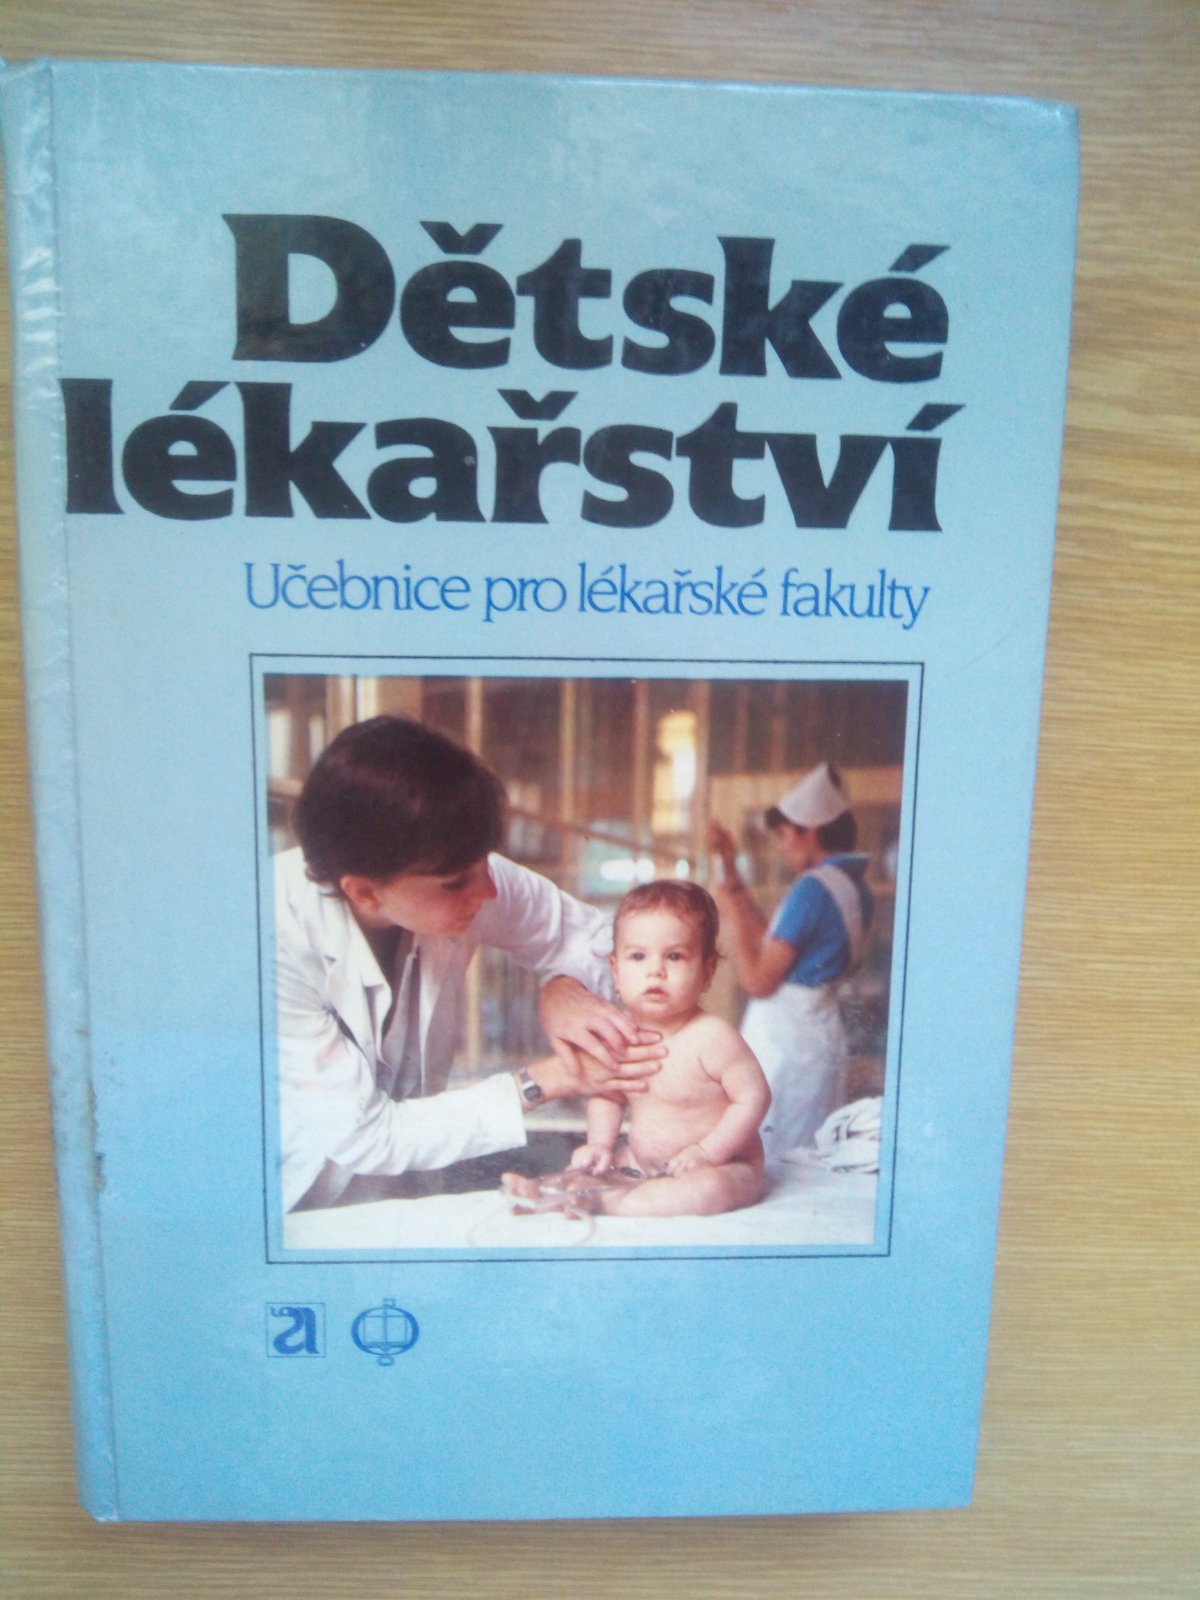 Dětské
lékařství
Učebnice pro lékařské fakulty